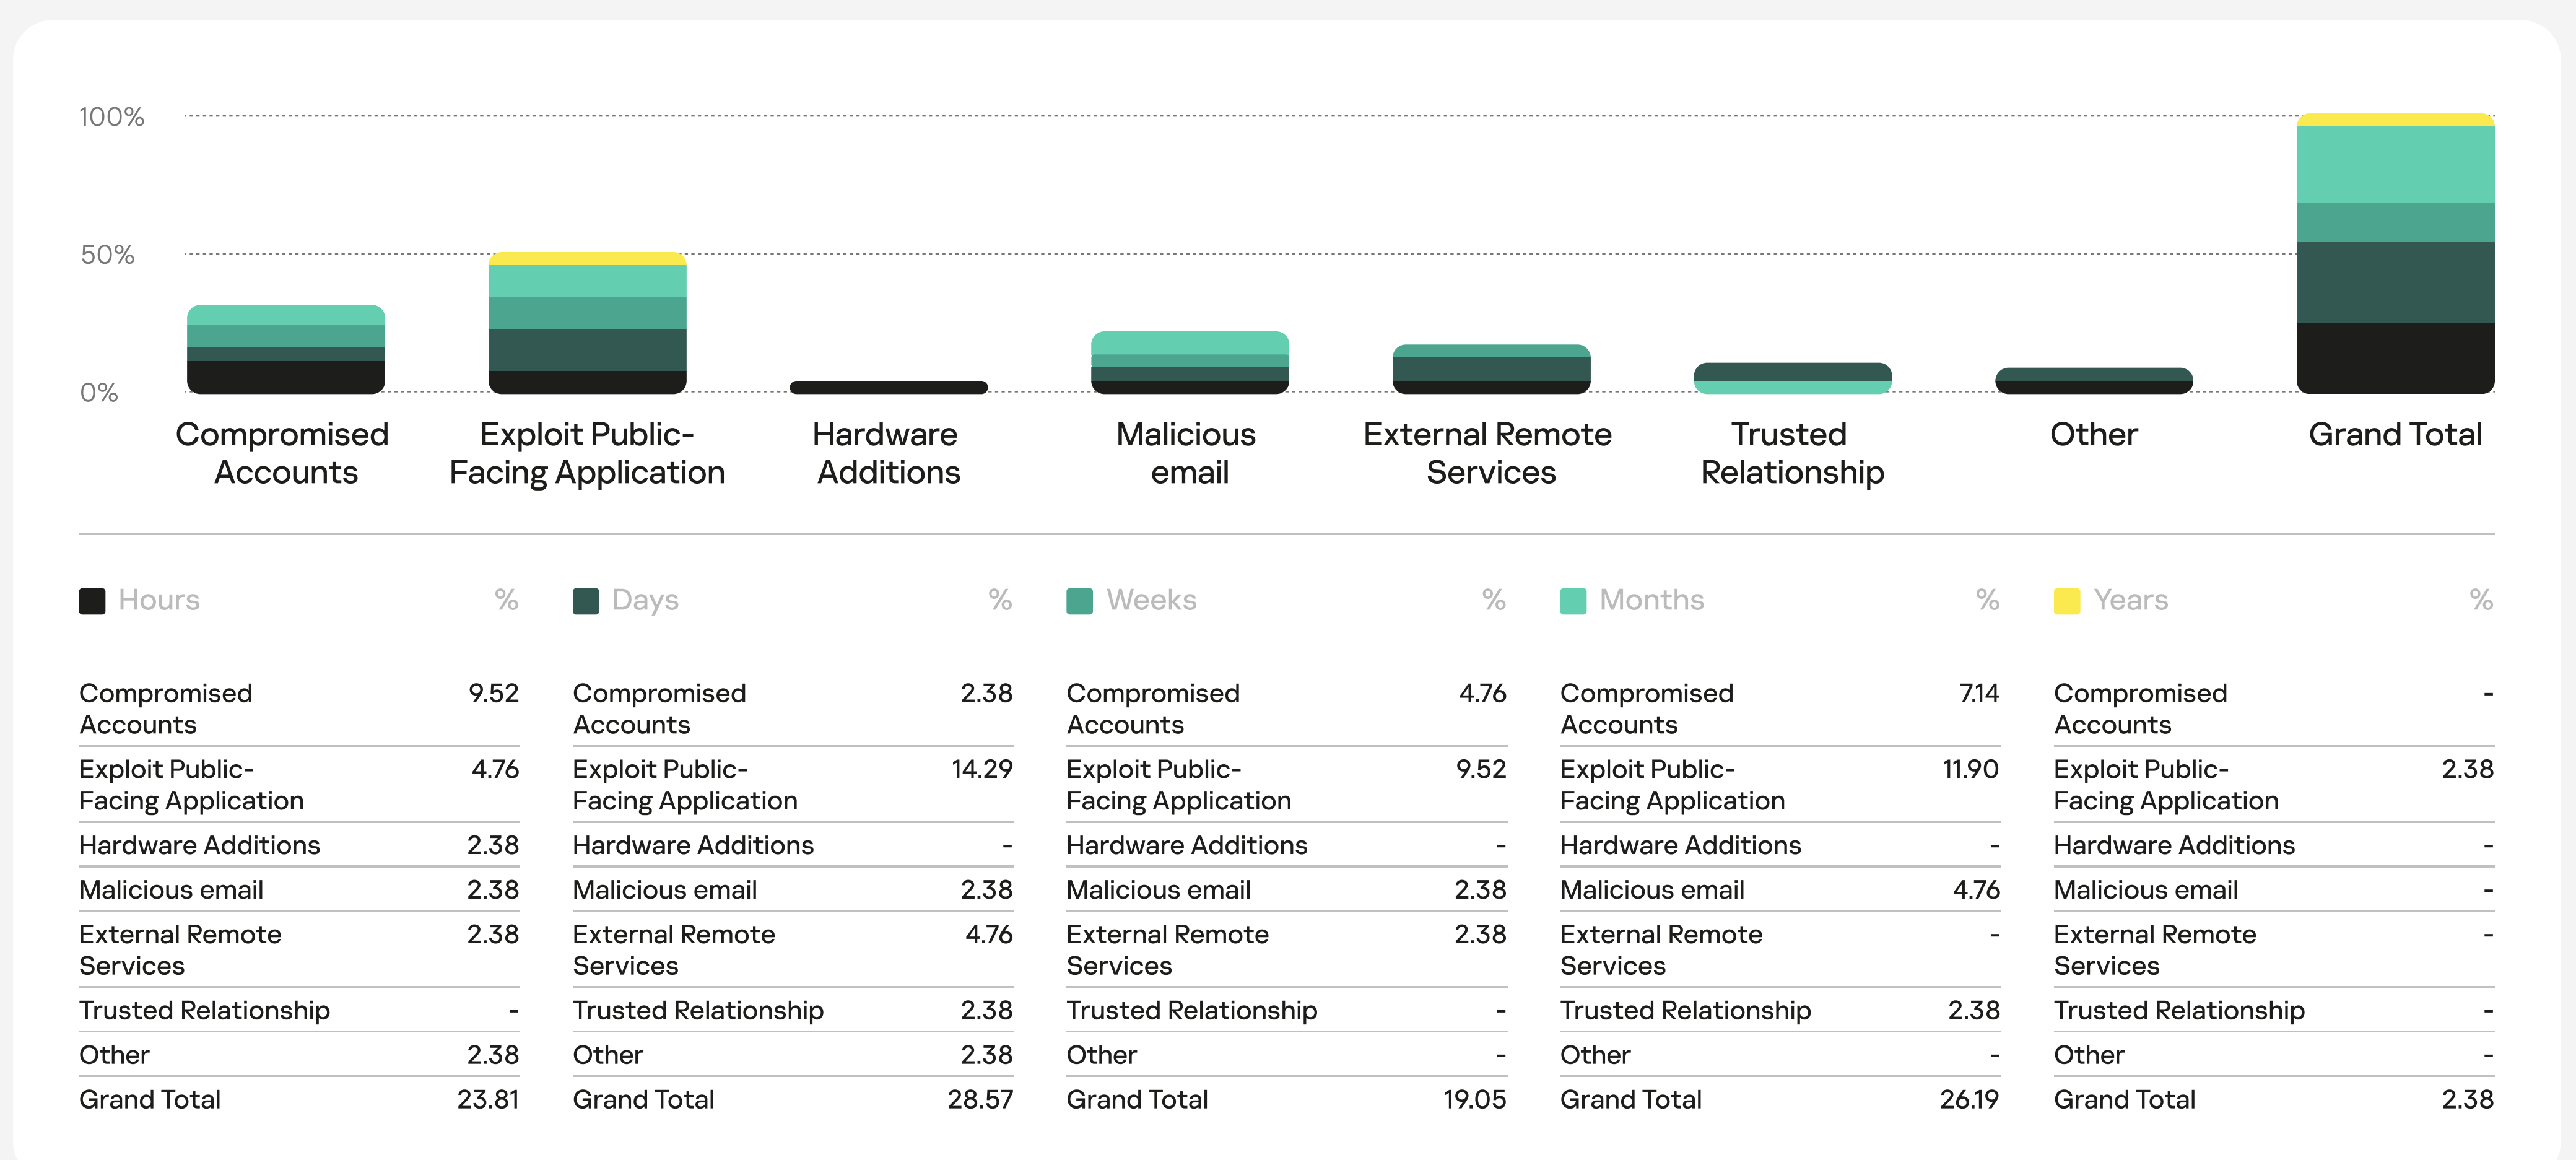 100%
50%
0%
Compromised
Accounts
Exploit Public-
Facing Application
Hardware
Additions
Malicious
email
External Remote
Services
Trusted
Relationship
Other
Grand Total
Hours %
Compromised 9.52
Accounts
Exploit Public- 4.76
Facing Application
Hardware Additions 2.38
Malicious email 2.38
External Remote 2.38
Services
Trusted Relationship -
Other 2.38
Grand Total 23.81
Days %
Compromised 2.38
Accounts
Exploit Public- 14.29
Facing Application
Hardware Additions -
Malicious email 2.38
External Remote 4.76
Services
Trusted Relationship 2.38
Other 2.38
Grand Total 28.57
Weeks %
Compromised 4.76
Accounts
Exploit Public- 9.52
Facing Application
Hardware Additions -
Malicious email 2.38
External Remote 2.38
Services
Trusted Relationship -
Other -
Grand Total 19.05
Months %
Compromised 7.14
Accounts
Exploit Public- 11.90
Facing Application
Hardware Additions -
Malicious email 4.76
External Remote -
Services
Trusted Relationship 2.38
Other -
Grand Total 26.19
Years %
Compromised -
Accounts
Exploit Public- 2.38
Facing Application
Hardware Additions -
Malicious email -
External Remote -
Services
Trusted Relationship -
Other -
Grand Total 2.38